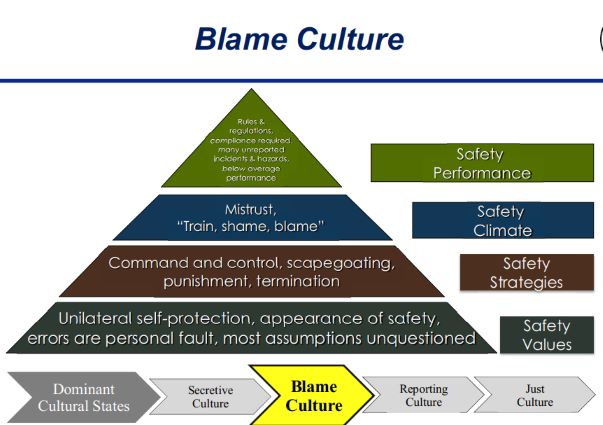 Blame Culture
Rules &
regulations,
compliance required,
many unreported
incidents & hazards,
below average
performance
Safety
Performance
Mistrust,
“Train, shame, blame”
Safety
Climate
Command and control, scapegoating,
punishment, termination
Safety
Strategies
Unilateral self-protection, appearance of safety,
errors are personal fault, most assumptions unquestioned
Safety
Values
Dominant
Cultural States
Secretive
Culture
Blame
Culture
Reporting
Culture
Just
Culture